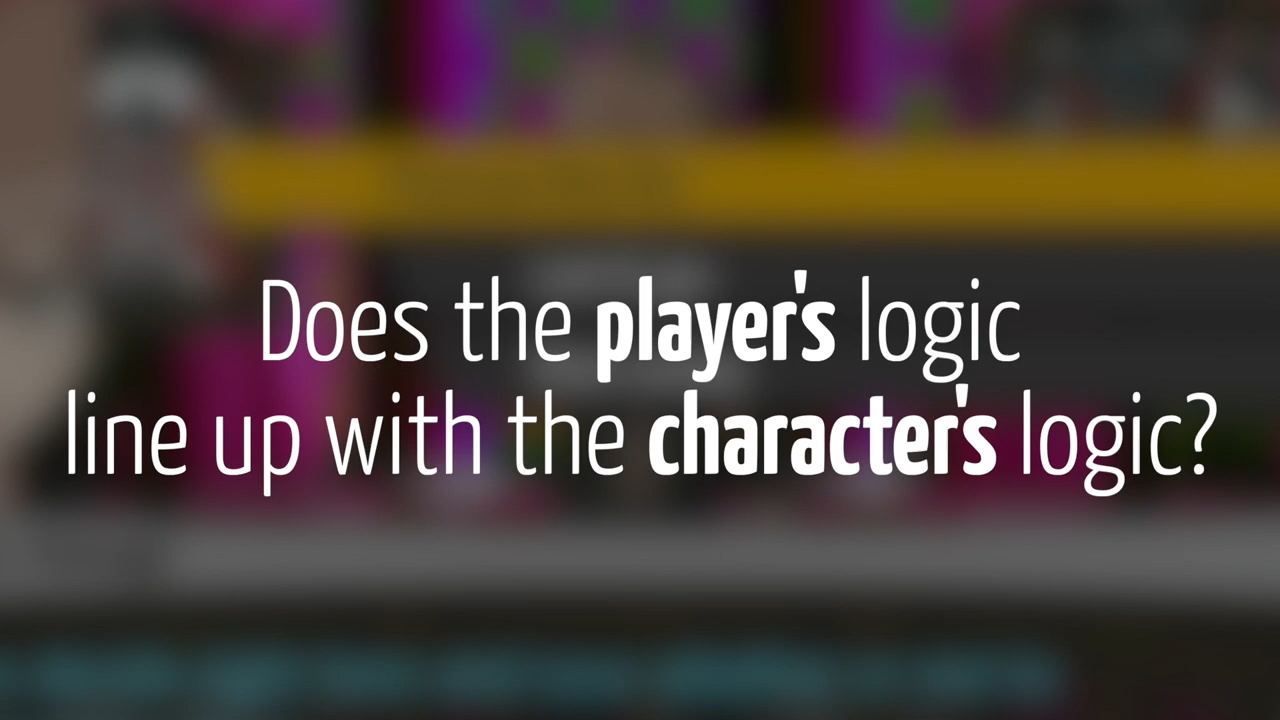 Does the player's logic
line up with the character's logic?